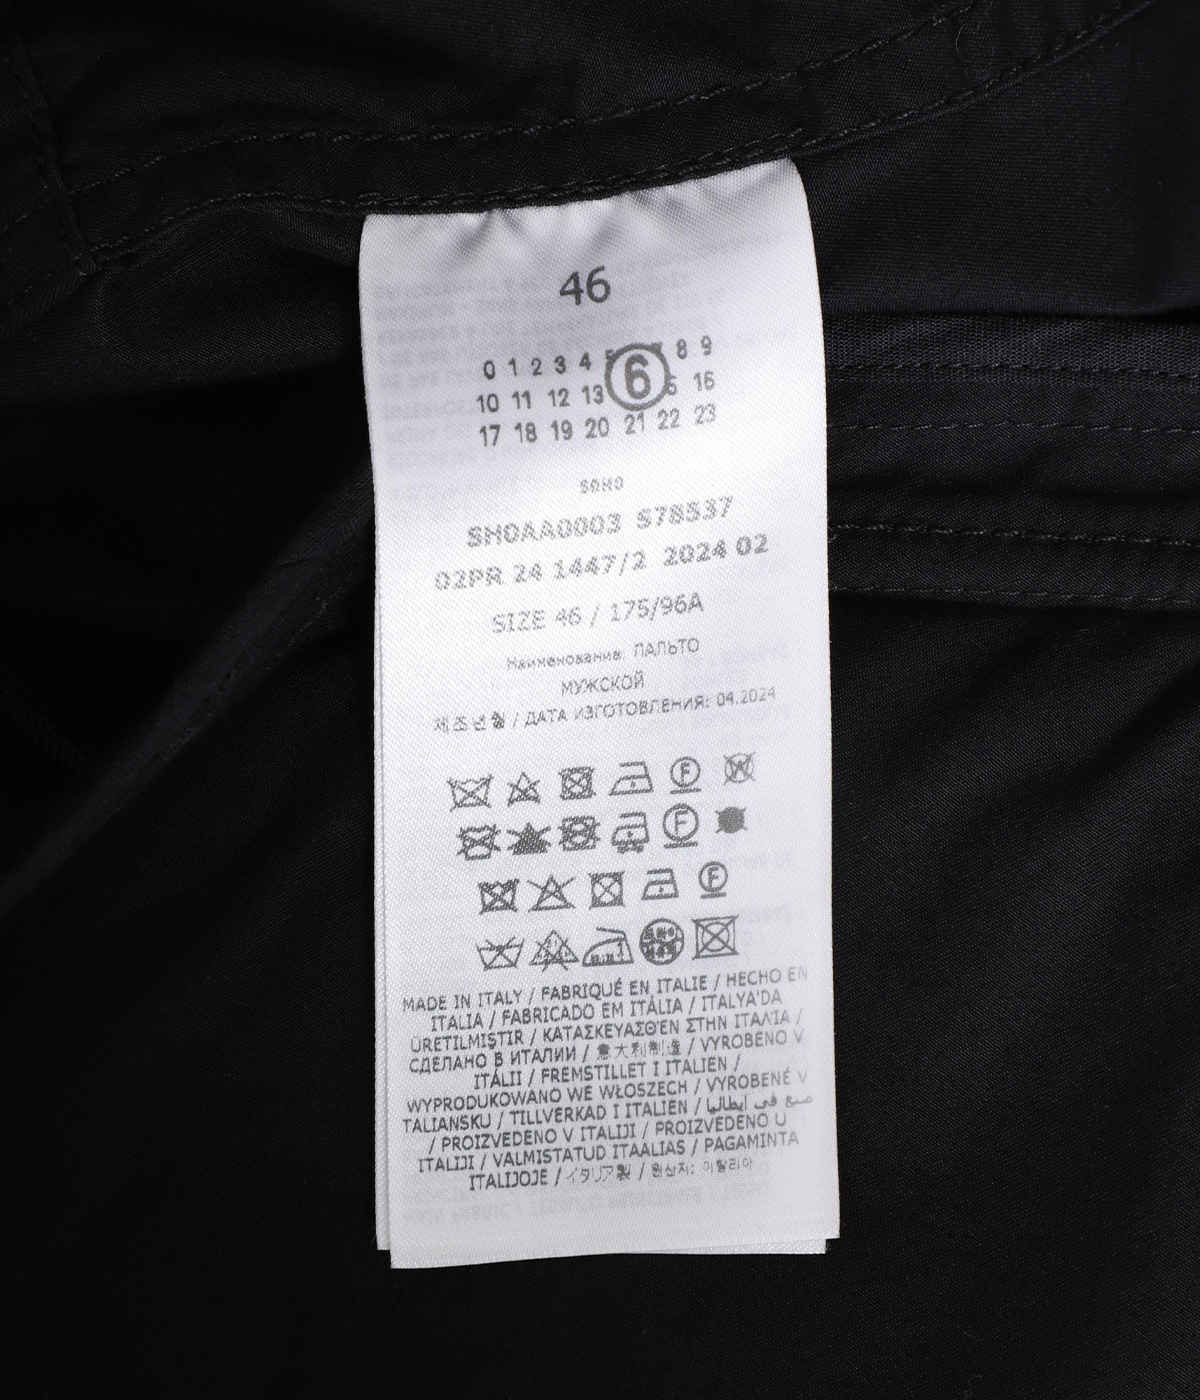 46
0 1 2 3 4 8 9
6
10 11 12 13 16
17 18 19 20 21 22 23
SH0AA0003 S78537
02PR 24 1447/2 2024 02
SIZE 46 / 175/96A
Наименование: ПАЛЬТО
МУЖСКОЙ
제조년월 / ДАТА ИЗГОТОВЛЕНИЯ: 04.2024
MADE IN ITALY / FABRIQUÉ EN ITALIE / HECHO EN
ITALIA / FABRICADO EM ITÁLIA / ITALYA'DA
ÜRETILMIŞTIR / ΚΑΤΑΣΚΕΥΑΣΘΈΝ ΣΤΗΝ ΙΤΑΛΊΑ /
СДЕЛАНО В ИТАЛИИ / 意大利制造 / VYROBENO V
ITÁLII / FREMSTILLET I ITALIEN /
WYPRODUKOWANO WE WŁOSZECH / VYROBENÉ V
TALIANSKU / TILLVERKAD I ITALIEN / صنع في إيطاليا
/ PROIZVEDENO V ITALIJI / PROIZVEDENO U
ITALIJI / VALMISTATUD ITAALIAS / PAGAMINTA
ITALIJOJE / イタリア製 / 원산지: 이탈리아